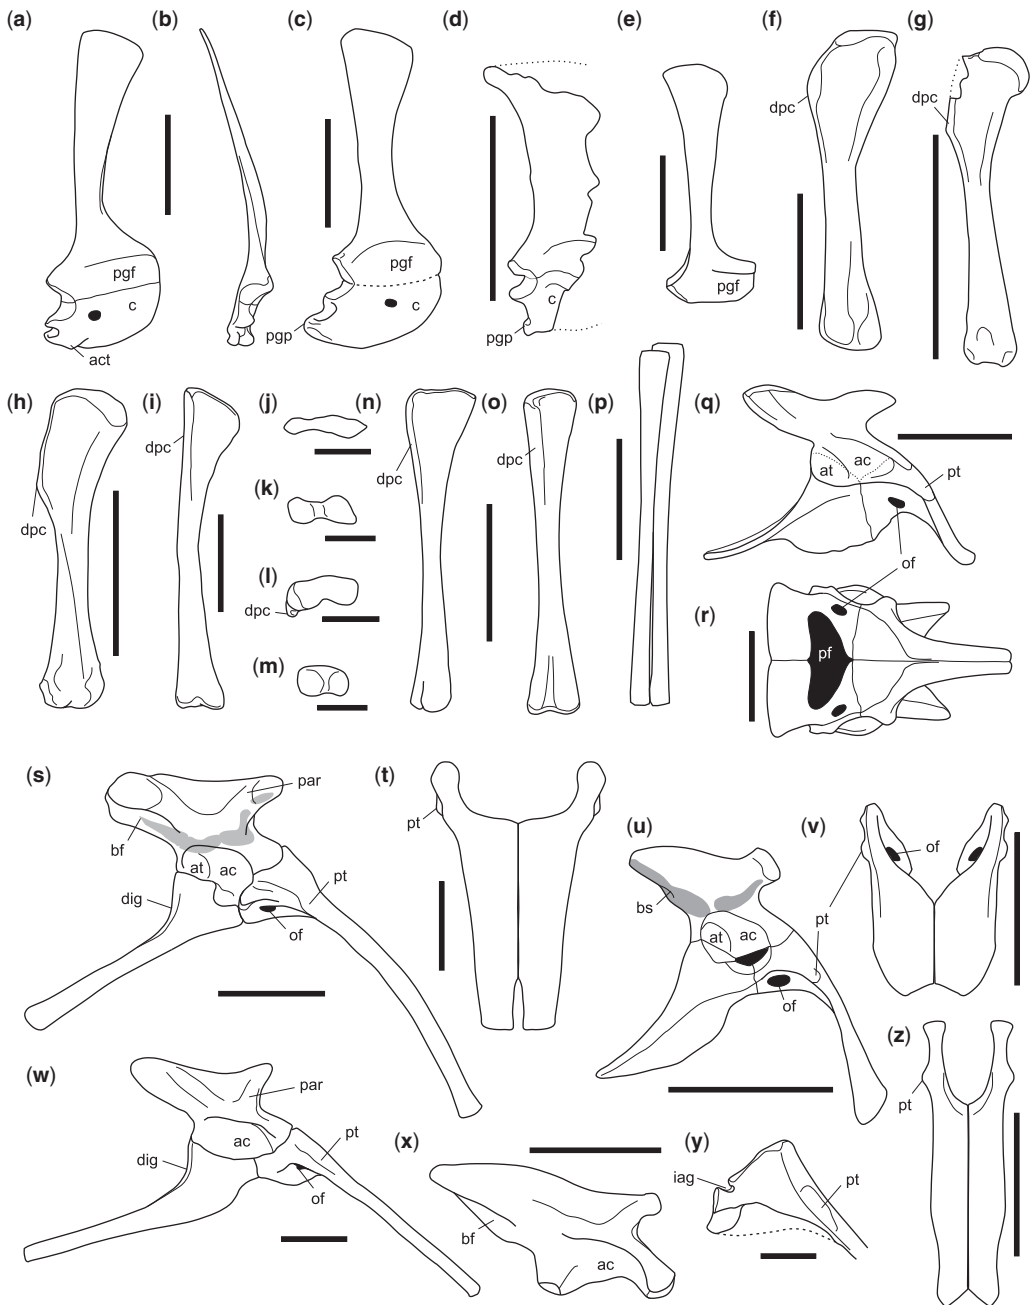 (a) (b) (c) (d) (e) (f) (g)
dpc
dpc
pgf
c
act
pgf
c
pgp
c
pgp
pgf
(h) (i) (j) (n) (o) (p) (q)
dpc
dpc
dpc
dpc
(k)
(l)
dpc
(m)
at
ac
pt
of
(r)
pf
(s) (t) (u) (v)
par
bf
at
ac
pt
dig
of
pt
bs
at
ac
of
pt
of
(w) (x) (y) (z)
par
ac
pt
dig
of
bf
ac
iag
pt
pt